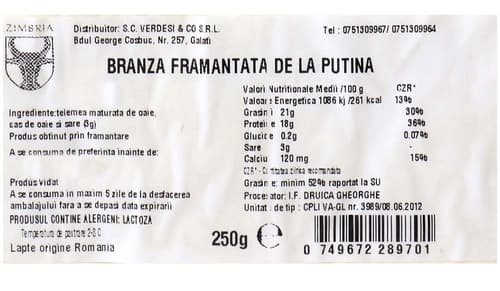 ZIMBRIA
Distribuitor: S.C. VERDESI & CO S.R.L.
Bdul George Cosbuc, Nr. 257, Galati
Tel : 0751309967/ 0751309964
BRANZA FRAMANTATA DE LA PUTINA
Valori Nutritionale Medii /100 g CZR*
Valoare Energetica 1086 kj /261 kcal 13%
Grasimi 21g 30%
Proteine 18g 36%
Glucide 0.2g 0.07%
Sare 3g
Calciu 120 mg 15%
CZR* - Cantitatea zilnica recomandata
Grasime: minim 52% raportat la SU
Procesator: I.F. DRUICA GHEORGHE
Unitat de tip : CPLI VA-GL nr. 3989/08.06.2012
Ingrediente:telemea maturata de oaie,
cas de oaie si sare (3g)
Produs obtinut prin framantare
A se consuma de preferinta inainte de:
Produs vidat
A se consuma in maxim 5 zile de la desfacerea
ambalajului fara a se depasi data expirarii
PRODUSUL CONTINE ALERGENI: LACTOZA
Temperatura de pastrare 2-8 C
Lapte origine Romania
250g e
0 749672 289701